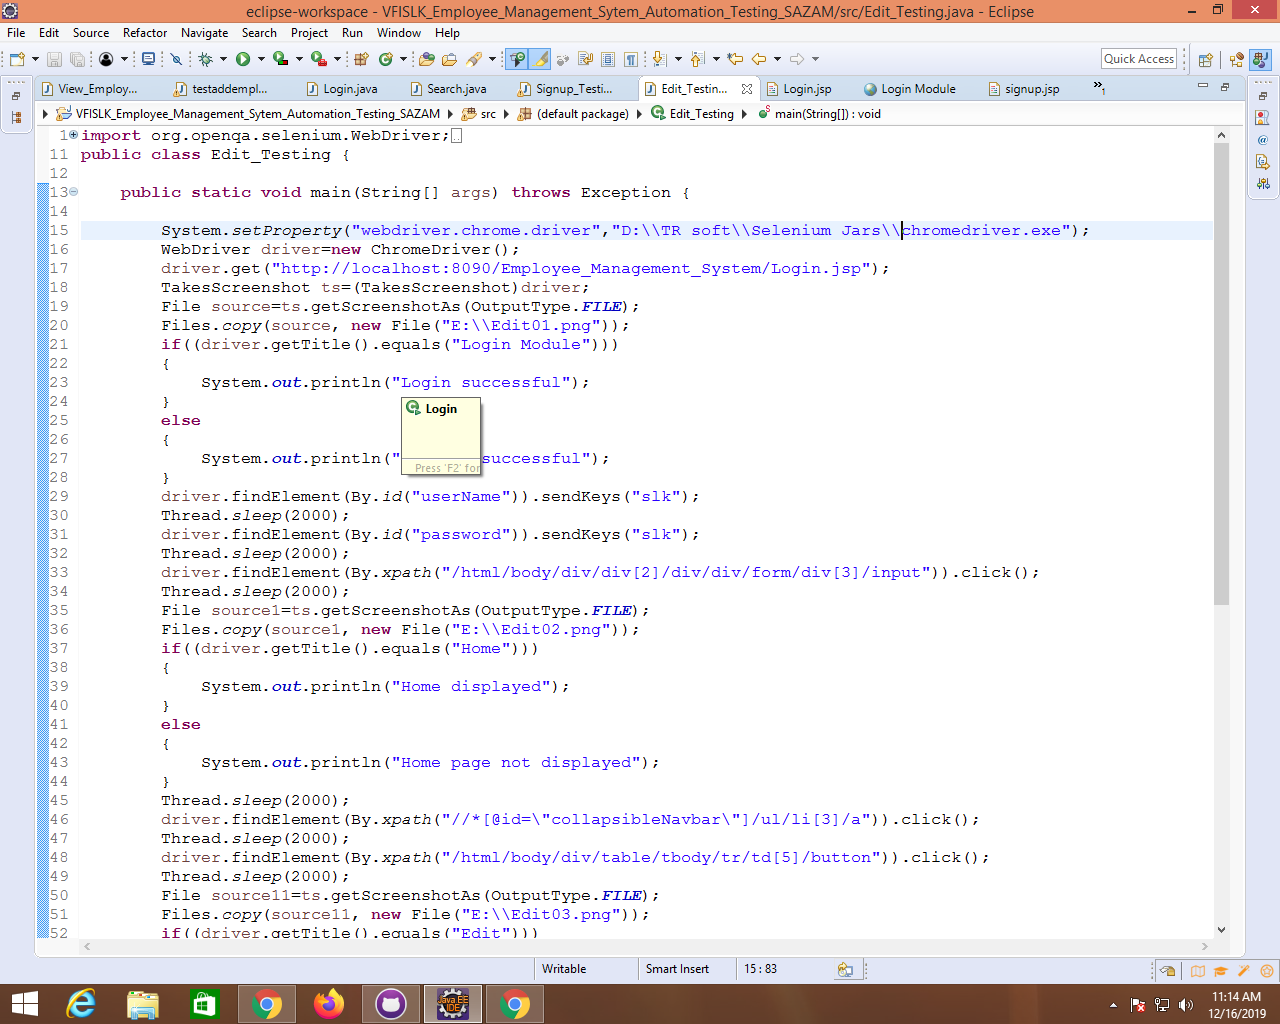 eclipse-workspace - VFISLK_Employee_Management_Sytem_Automation_Testing_SAZAM/src/Edit_Testing.java - Eclipse
File Edit Source Refactor Navigate Search Project Run Window Help
Quick Access
View_Employ... testaddempl... Login.java Search.java Signup_Testi... Edit_Testin... Login.jsp Login Module signup.jsp »1
VFISLK_Employee_Management_Sytem_Automation_Testing_SAZAM src (default package) Edit_Testing main(String[]) : void
1 import org.openqa.selenium.WebDriver;
11 public class Edit_Testing {
12
13 public static void main(String[] args) throws Exception {
14
15 System.setProperty("webdriver.chrome.driver","D:\\TR soft\\Selenium Jars\\chromedriver.exe");
16 WebDriver driver=new ChromeDriver();
17 driver.get("http://localhost:8090/Employee_Management_System/Login.jsp");
18 TakesScreenshot ts=(TakesScreenshot)driver;
19 File source=ts.getScreenshotAs(OutputType.FILE);
20 Files.copy(source, new File("E:\\Edit01.png"));
21 if((driver.getTitle().equals("Login Module")))
22 {
23 System.out.println("Login successful");
24 }
25 else
26 {
27 System.out.println(" successful");
28 }
Login
Press 'F2' for
29 driver.findElement(By.id("userName")).sendKeys("slk");
30 Thread.sleep(2000);
31 driver.findElement(By.id("password")).sendKeys("slk");
32 Thread.sleep(2000);
33 driver.findElement(By.xpath("/html/body/div/div[2]/div/div/form/div[3]/input")).click();
34 Thread.sleep(2000);
35 File source1=ts.getScreenshotAs(OutputType.FILE);
36 Files.copy(source1, new File("E:\\Edit02.png"));
37 if((driver.getTitle().equals("Home")))
38 {
39 System.out.println("Home displayed");
40 }
41 else
42 {
43 System.out.println("Home page not displayed");
44 }
45 Thread.sleep(2000);
46 driver.findElement(By.xpath("//*[@id=\"collapsibleNavbar\"]/ul/li[3]/a")).click();
47 Thread.sleep(2000);
48 driver.findElement(By.xpath("/html/body/div/table/tbody/tr/td[5]/button")).click();
49 Thread.sleep(2000);
50 File source11=ts.getScreenshotAs(OutputType.FILE);
51 Files.copy(source11, new File("E:\\Edit03.png"));
52 if((driver.getTitle().equals("Edit")))
Writable Smart Insert 15 : 83
Java EE
IDE
11:14 AM
12/16/2019